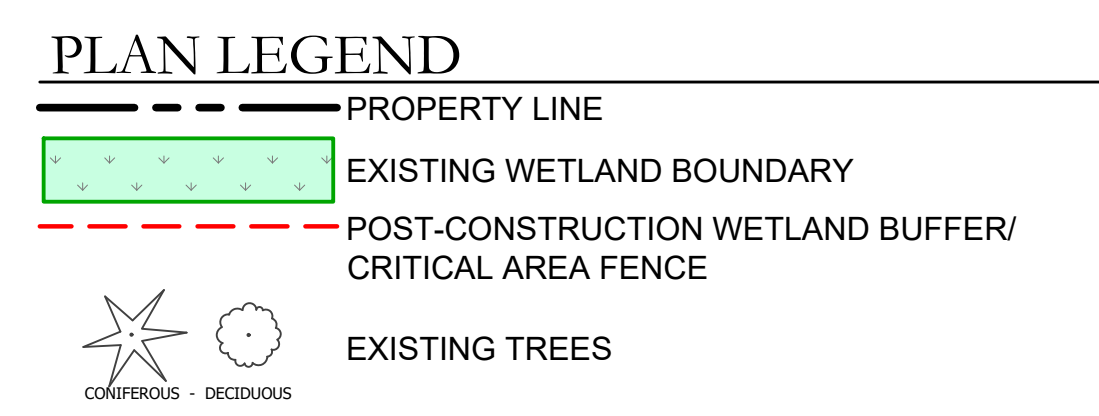 PLAN LEGEND
PROPERTY LINE
EXISTING WETLAND BOUNDARY
POST-CONSTRUCTION WETLAND BUFFER/
CRITICAL AREA FENCE
EXISTING TREES
CONIFEROUS - DECIDUOUS